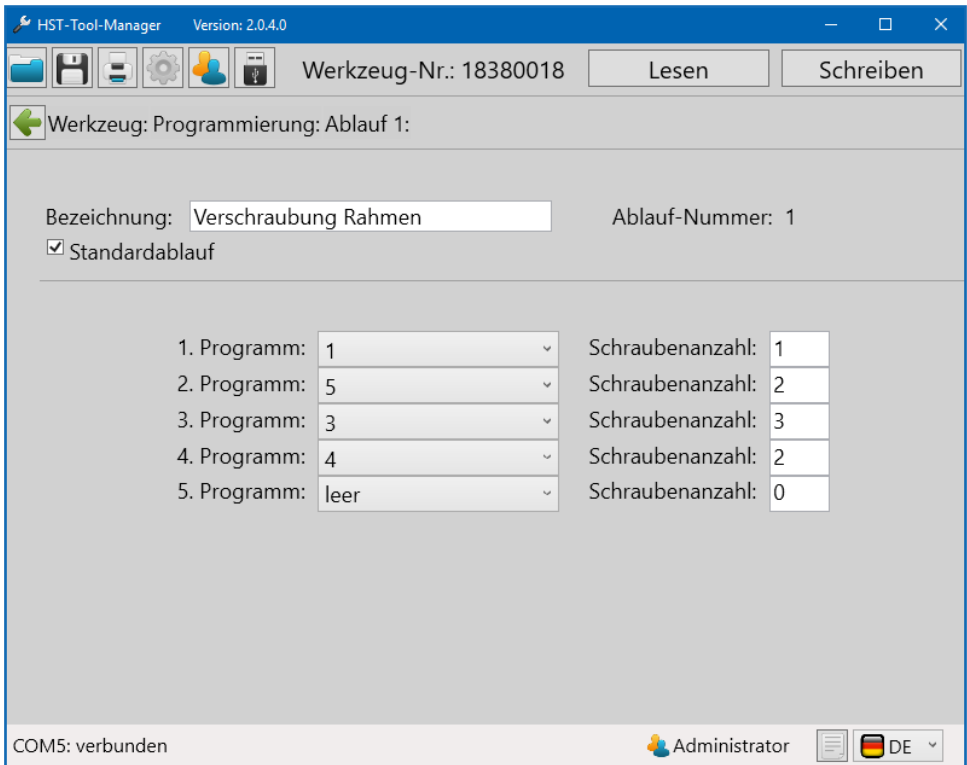 HST-Tool-Manager Version: 2.0.4.0
Werkzeug-Nr.: 18380018 Lesen Schreiben
Werkzeug: Programmierung: Ablauf 1:
Bezeichnung: Verschraubung Rahmen Ablauf-Nummer: 1
Standardablauf
1. Programm: 1 Schraubenanzahl: 1
2. Programm: 5 Schraubenanzahl: 2
3. Programm: 3 Schraubenanzahl: 3
4. Programm: 4 Schraubenanzahl: 2
5. Programm: leer Schraubenanzahl: 0
COM5: verbunden Administrator DE